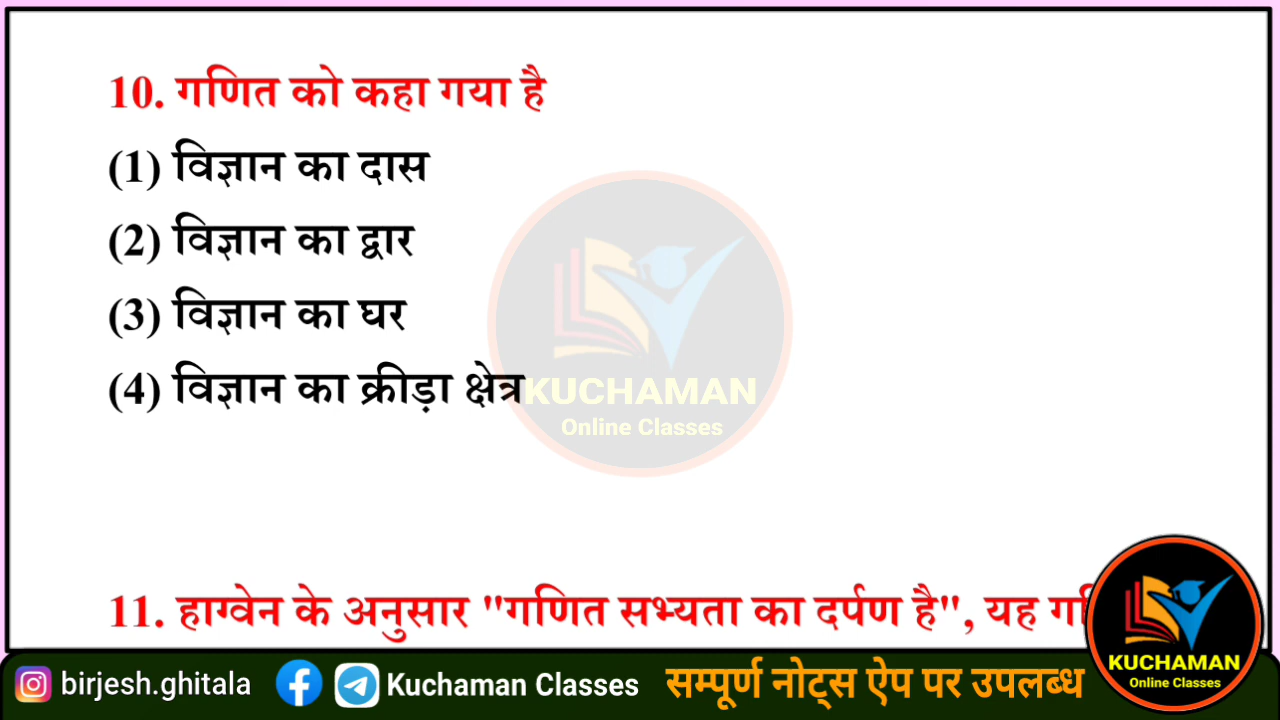 10. गणित को कहा गया है
(1) विज्ञान का दास
(2) विज्ञान का द्वार
(3) विज्ञान का घर
(4) विज्ञान का क्रीड़ा क्षेत्र
KUCHAMAN
Online Classes
11. हाग्वेन के अनुसार "गणित सभ्यता का दर्पण है", यह
KUCHAMAN
Online Classes
birjesh.ghitala
Kuchaman Classes
सम्पूर्ण नोट्स ऐप पर उपलब्ध